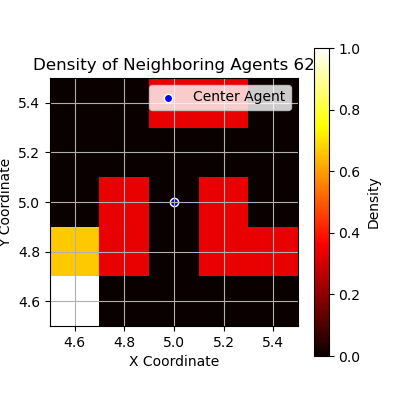 Density of Neighboring Agents 62
Center Agent
Y Coordinate
5.4
5.2
5.0
4.8
4.6
4.6 4.8 5.0 5.2 5.4
X Coordinate
1.0
0.8
0.6
0.4
0.2
0.0
Density